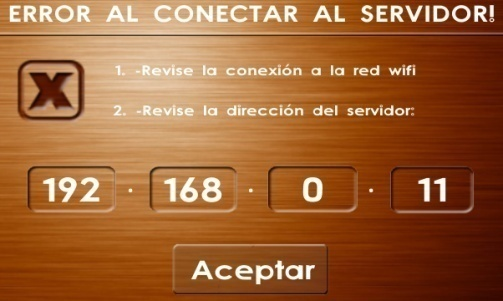 ERROR AL CONECTAR AL SERVIDOR!
X
1. -Revise la conexión a la red wifi
2. -Revise la dirección del servidor:
192 . 168 . 0 . 11
Aceptar